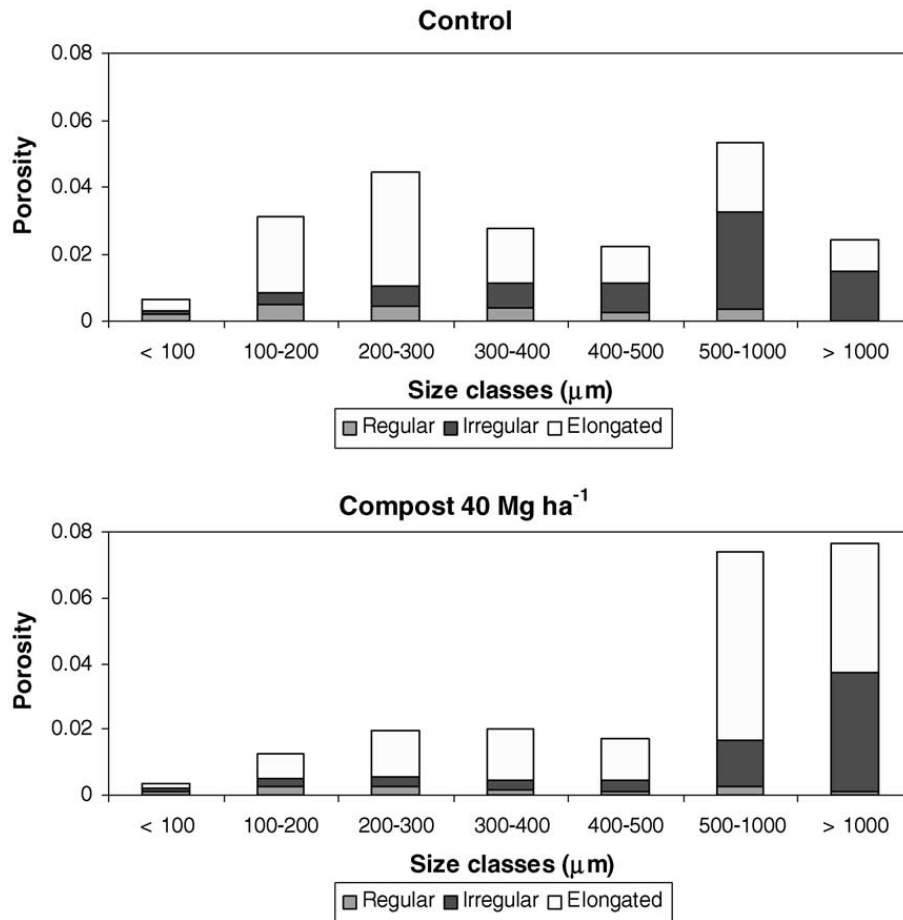 Control
0.08
0.06
0.04
0.02
0
Porosity
< 100 100-200 200-300 300-400 400-500 500-1000 > 1000
Size classes (μm)
Regular Irregular Elongated
Compost 40 Mg ha⁻¹
0.08
0.06
0.04
0.02
0
Porosity
< 100 100-200 200-300 300-400 400-500 500-1000 > 1000
Size classes (μm)
Regular Irregular Elongated